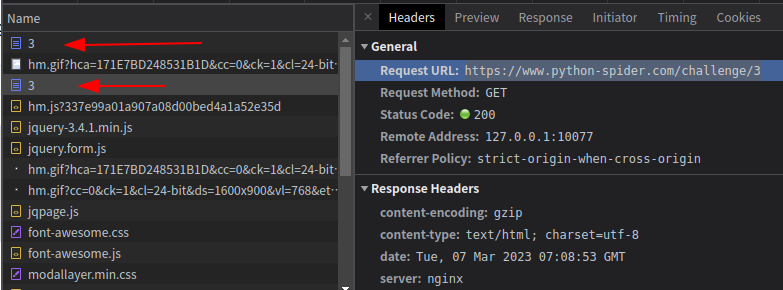 Name
3
hm.gif?hca=171E7BD248531B1D&cc=0&ck=1&cl=24-bit···
3
hm.js?337e99a01a907a08d00bed4a1a52e35d
jquery-3.4.1.min.js
jquery.form.js
hm.gif?hca=171E7BD248531B1D&cc=0&ck=1&cl=24-bit···
hm.gif?cc=0&ck=1&cl=24-bit&ds=1600x900&vl=768&et···
jqpage.js
font-awesome.css
font-awesome.js
modallayer.min.css
× Headers Preview Response Initiator Timing Cookies
▼ General
Request URL: https://www.python-spider.com/challenge/3
Request Method: GET
Status Code: 200
Remote Address: 127.0.0.1:10077
Referrer Policy: strict-origin-when-cross-origin
▼ Response Headers
content-encoding: gzip
content-type: text/html; charset=utf-8
date: Tue, 07 Mar 2023 07:08:53 GMT
server: nginx